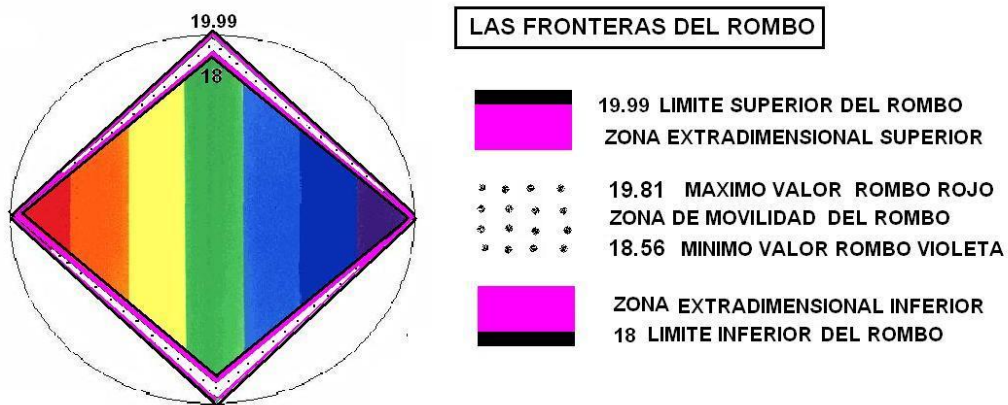 19.99
18
LAS FRONTERAS DEL ROMBO
19.99 LIMITE SUPERIOR DEL ROMBO
ZONA EXTRADIMENSIONAL SUPERIOR
19.81 MAXIMO VALOR ROMBO ROJO
ZONA DE MOVILIDAD DEL ROMBO
18.56 MINIMO VALOR ROMBO VIOLETA
ZONA EXTRADIMENSIONAL INFERIOR
18 LIMITE INFERIOR DEL ROMBO